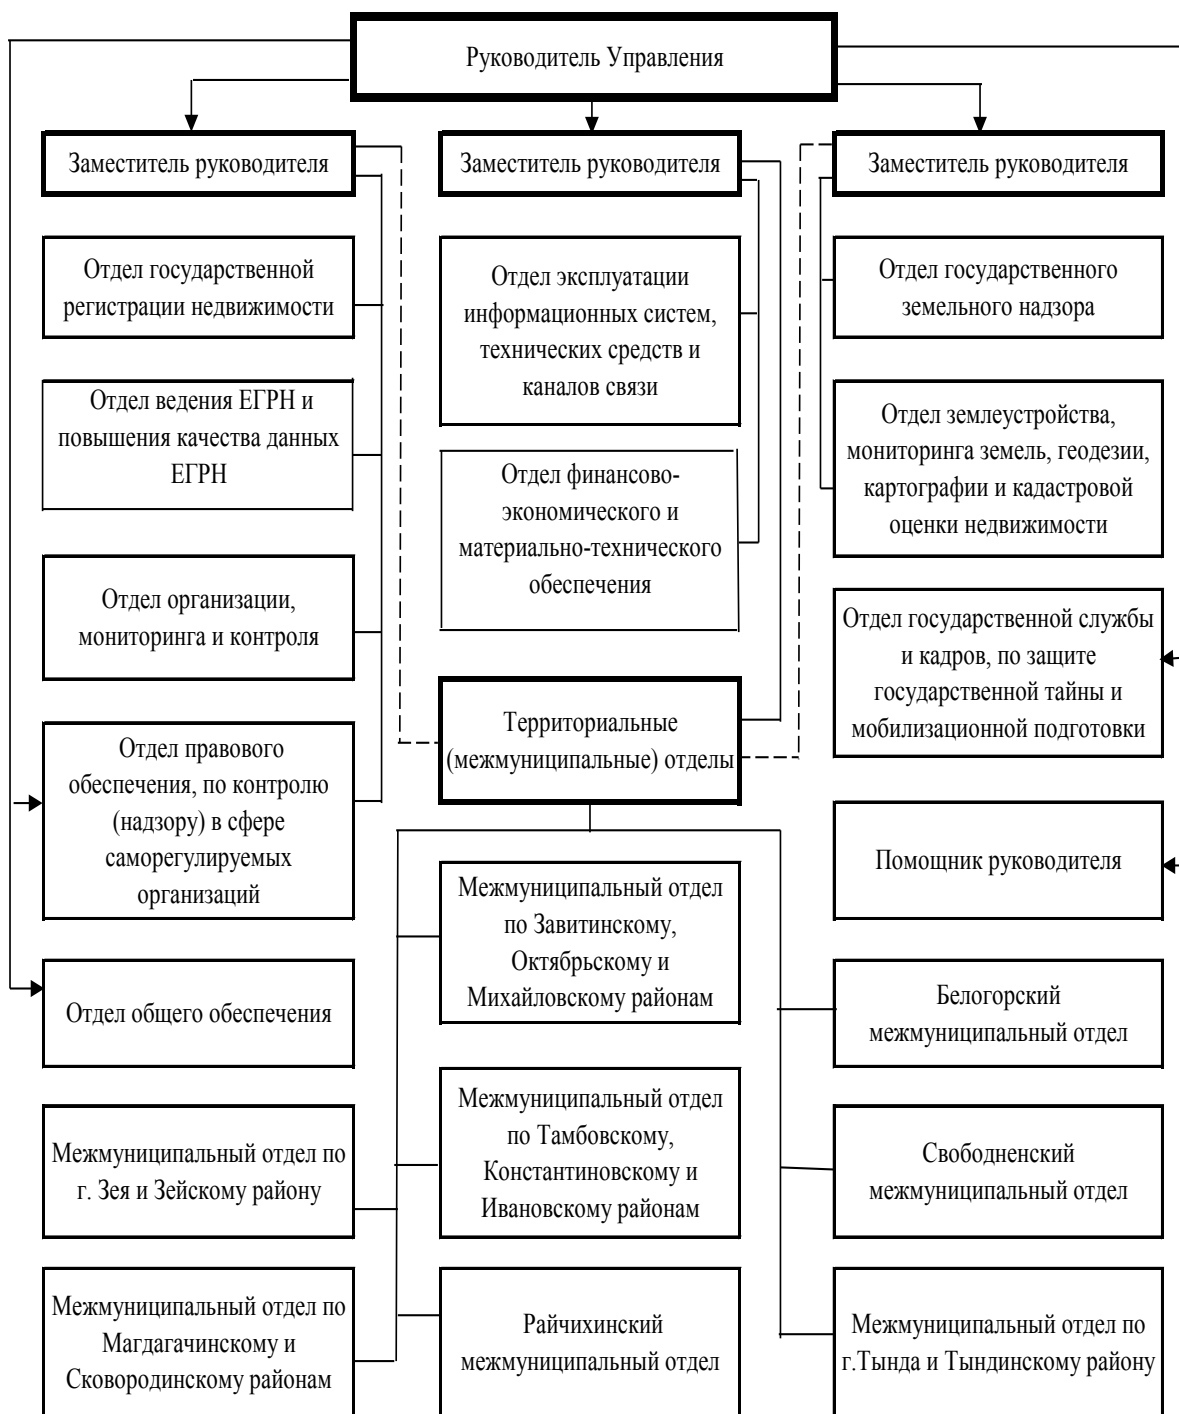 Руководитель Управления
Заместитель руководителя
Заместитель руководителя
Заместитель руководителя
Отдел государственной
регистрации недвижимости
Отдел эксплуатации
информационных систем,
технических средств и
каналов связи
Отдел государственного
земельного надзора
Отдел ведения ЕГРН и
повышения качества данных
ЕГРН
Отдел финансово-
экономического и
материально-технического
обеспечения
Отдел землеустройства,
мониторинга земель, геодезии,
картографии и кадастровой
оценки недвижимости
Отдел организации,
мониторинга и контроля
Отдел государственной службы
и кадров, по защите
государственной тайны и
мобилизационной подготовки
Территориальные
(межмуниципальные) отделы
Отдел правового
обеспечения, по контролю
(надзору) в сфере
саморегулируемых
организаций
Помощник руководителя
Межмуниципальный отдел
по Завитинскому,
Октябрьскому и
Михайловскому районам
Отдел общего обеспечения
Белогорский
межмуниципальный отдел
Межмуниципальный отдел по
г. Зея и Зейскому району
Межмуниципальный отдел
по Тамбовскому,
Константиновскому и
Ивановскому районам
Свободненский
межмуниципальный отдел
Межмуниципальный отдел по
Магдагачинскому и
Сковородинскому районам
Райчихинский
межмуниципальный отдел
Межмуниципальный отдел по
г.Тында и Тындинскому району